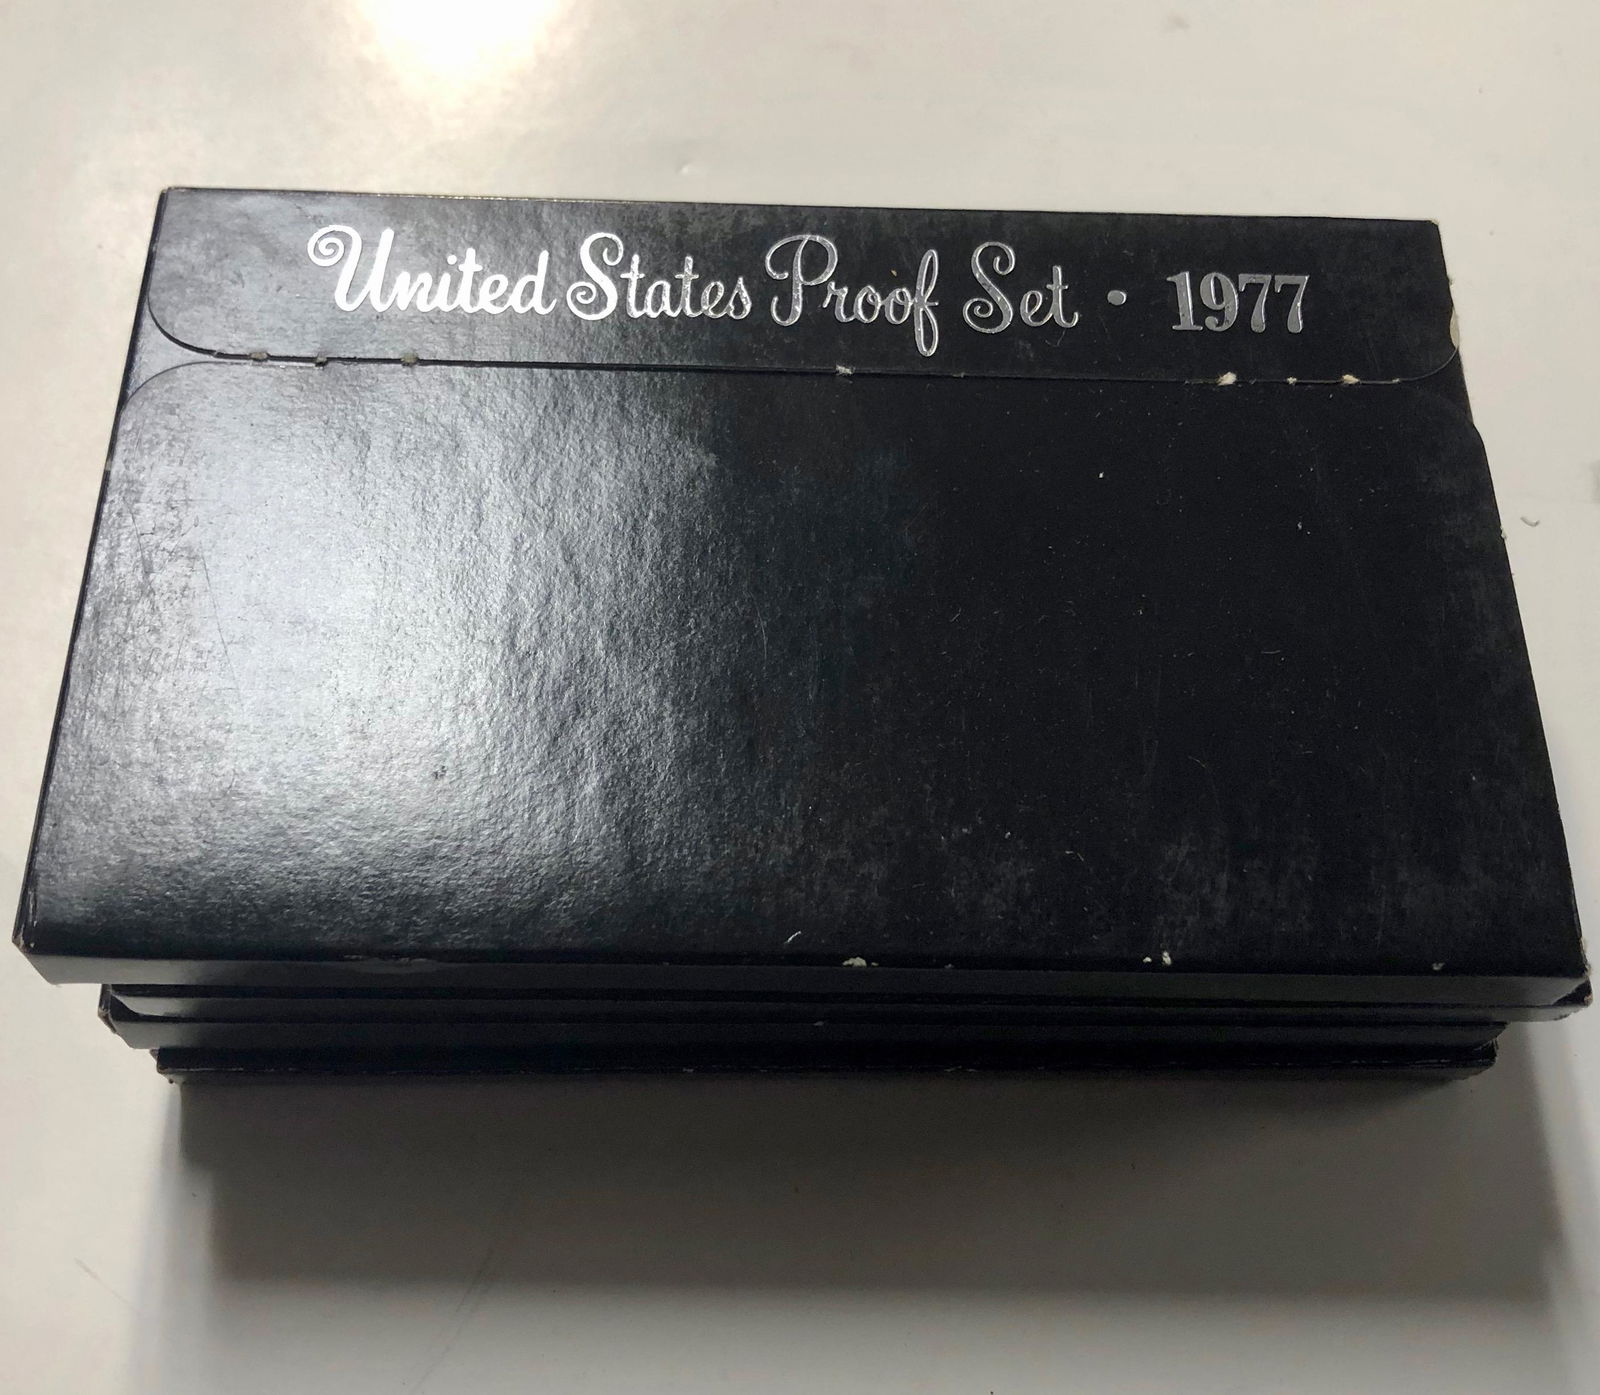 United States Proof Set • 1977